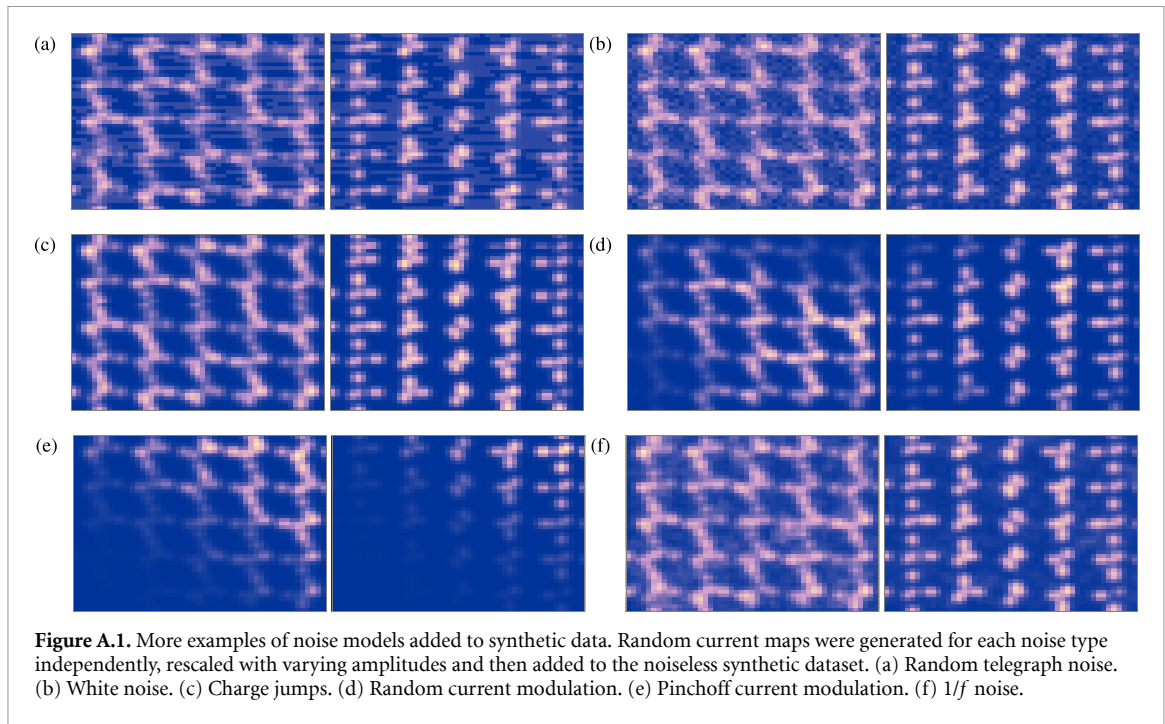 (a)
(b)
(c)
(d)
(e)
(f)
Figure A.1. More examples of noise models added to synthetic data. Random current maps were generated for each noise type
independently, rescaled with varying amplitudes and then added to the noiseless synthetic dataset. (a) Random telegraph noise.
(b) White noise. (c) Charge jumps. (d) Random current modulation. (e) Pinchoff current modulation. (f) 1/f noise.